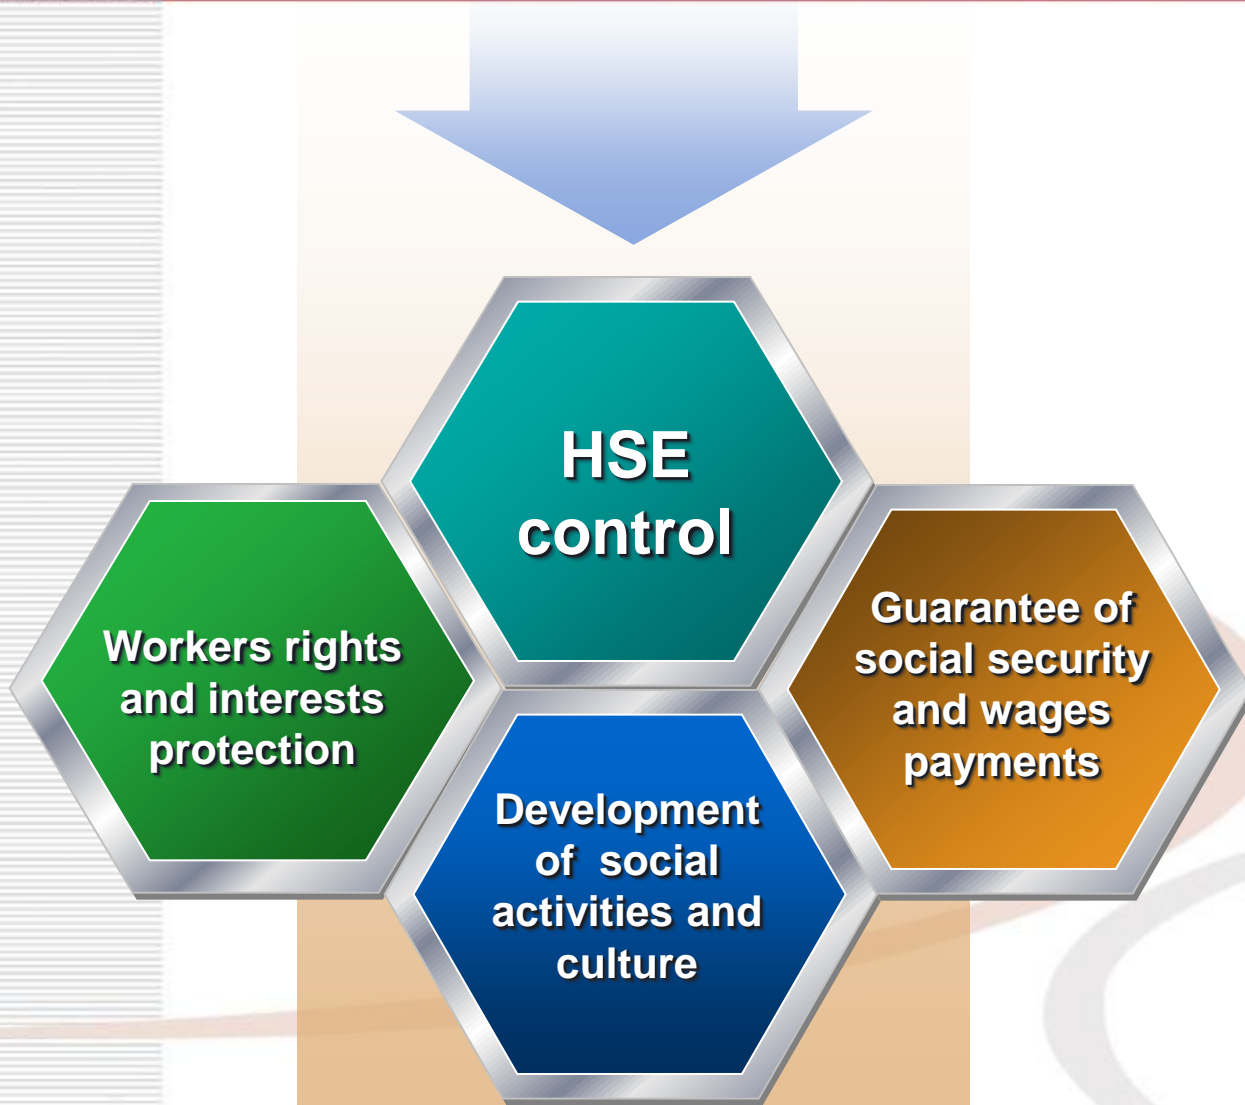 HSE
control
Workers rights
and interests
protection
Guarantee of
social security
and wages
payments
Development
of  social
activities and
culture